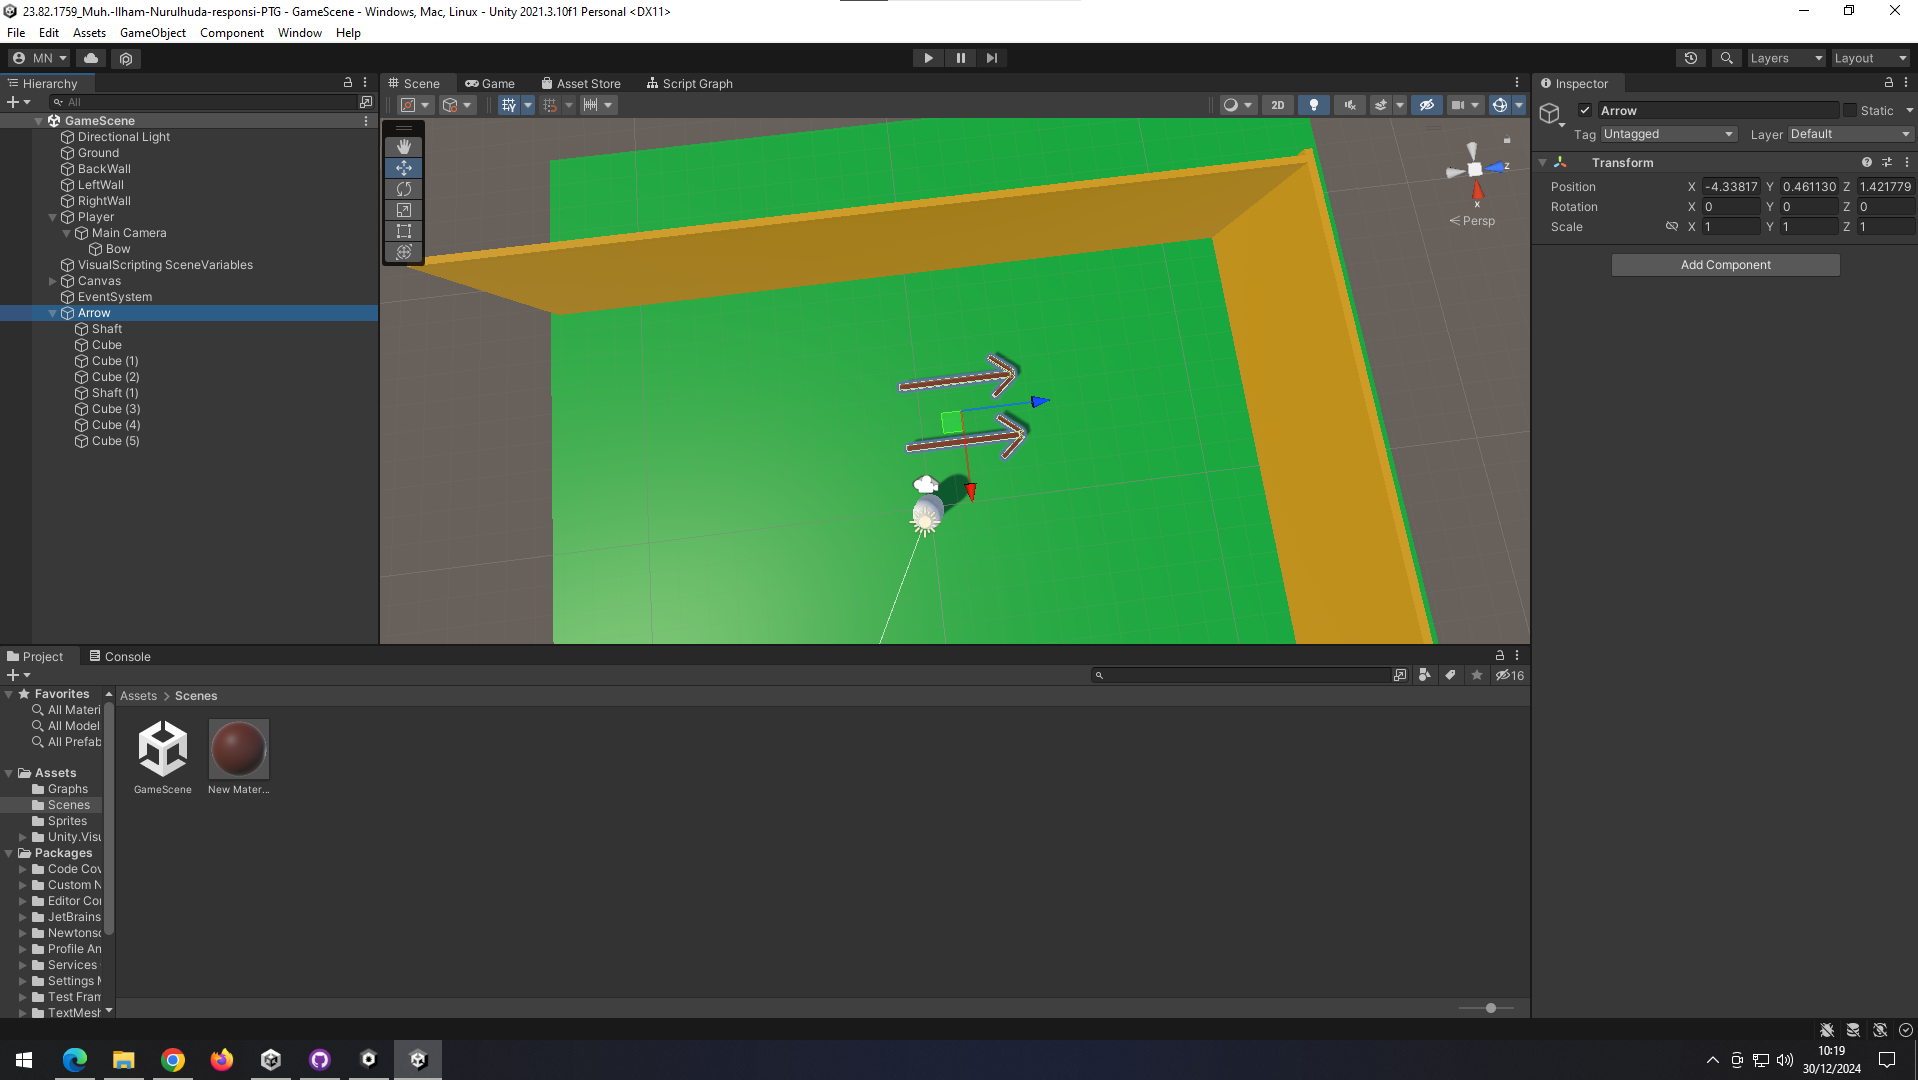 23.82.1759_Muh.-Ilham-Nurulhuda-responsi-PTG - GameScene - Windows, Mac, Linux - Unity 2021.3.10f1 Personal <DX11>
File Edit Assets GameObject Component Window Help
MN Layers Layout
Hierarchy
All
GameScene
Directional Light
Ground
BackWall
LeftWall
RightWall
Player
Main Camera
Bow
VisualScripting SceneVariables
Canvas
EventSystem
Arrow
Shaft
Cube
Cube (1)
Cube (2)
Shaft (1)
Cube (3)
Cube (4)
Cube (5)
Scene Game Asset Store Script Graph
2D
z
x
Persp
Inspector
Arrow Static
Tag Untagged Layer Default
Transform
Position X -4.33817 Y 0.461130 Z 1.421779
Rotation X 0 Y 0 Z 0
Scale X 1 Y 1 Z 1
Add Component
Project Console
16
Favorites
All Materi
All Model
All Prefab
Assets
Graphs
Scenes
Sprites
Unity.Visu
Packages
Code Cov
Custom N
Editor Cor
JetBrains
Newtonso
Profile An
Services
Settings M
Test Fram
TextMesh
Assets > Scenes
GameScene New Mater...
10:19
30/12/2024